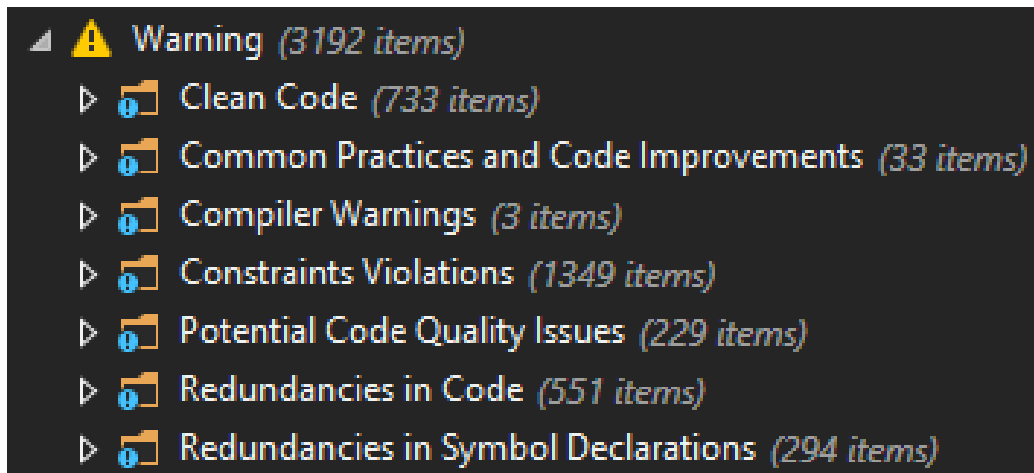 Warning (3192 items)
Clean Code (733 items)
Common Practices and Code Improvements (33 items)
Compiler Warnings (3 items)
Constraints Violations (1349 items)
Potential Code Quality Issues (229 items)
Redundancies in Code (551 items)
Redundancies in Symbol Declarations (294 items)